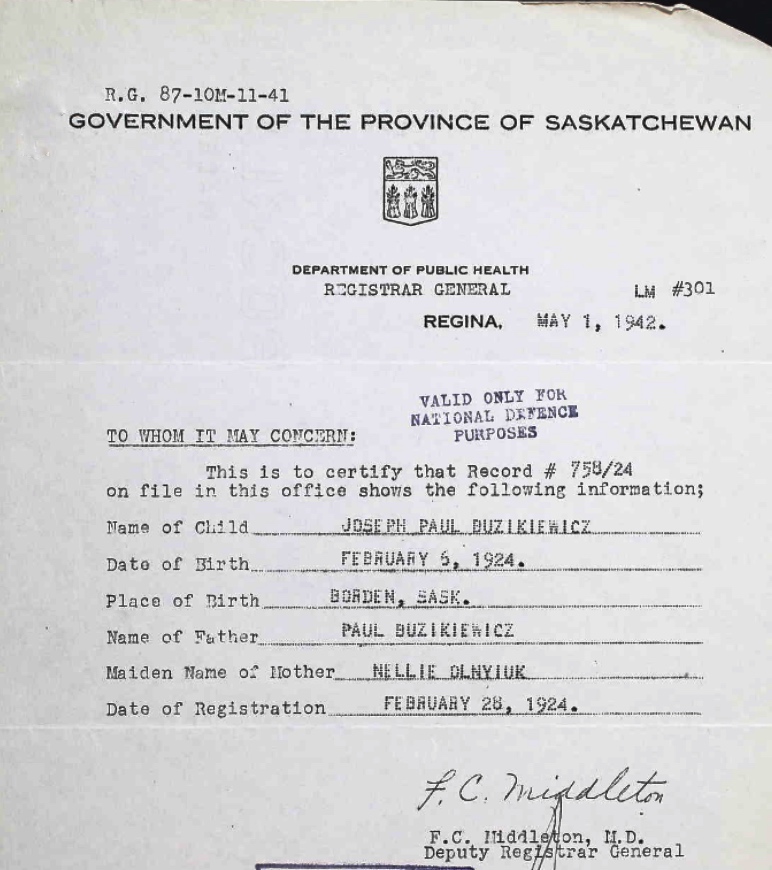 R.G. 87-10M-11-41
GOVERNMENT OF THE PROVINCE OF SASKATCHEWAN
DEPARTMENT OF PUBLIC HEALTH
REGISTRAR GENERAL LM #301
REGINA, MAY 1, 1942.
VALID ONLY FOR
NATIONAL DEFENCE
PURPOSES
TO WHOM IT MAY CONCERN:
This is to certify that Record # 758/24
on file in this office shows the following information;
Name of Child JOSEPH PAUL BUZIKIEWICZ
Date of Birth FEBRUARY 1924.
Place of Birth BORDEN, SASK.
Name of Father PAUL BUZIKIEWICZ
Maiden Name of Mother NELLIE OLNYIUK
Date of Registration FEBRUARY 28, 1924.
F. C. Middleton
F.C. Middleton, M.D.
Deputy Registrar General